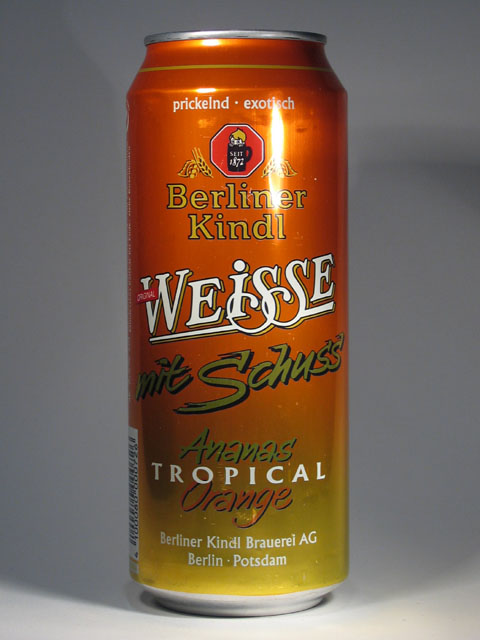 prickelnd · exotisch
SEIT
1872
Berliner
Kindl
ORIGINAL
WEiSSE
mit Schuss
Ananas
TROPICAL
Orange
Berliner Kindl Brauerei AG
Berlin · Potsdam